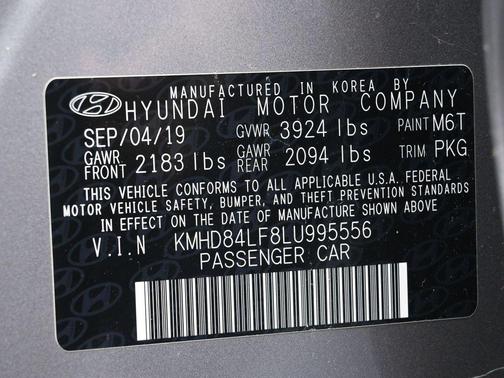 MANUFACTURED IN KOREA BY
HYUNDAI MOTOR COMPANY
SEP/04/19 GVWR 3924 lbs PAINT M6T
GAWR FRONT 2183 lbs GAWR REAR 2094 lbs TRIM PKG
THIS VEHICLE CONFORMS TO ALL APPLICABLE U.S.A. FEDERAL
MOTOR VEHICLE SAFETY, BUMPER, AND THEFT PREVENTION STANDARDS
IN EFFECT ON THE DATE OF MANUFACTURE SHOWN ABOVE
V.I.N KMHD84LF8LU995556
PASSENGER CAR